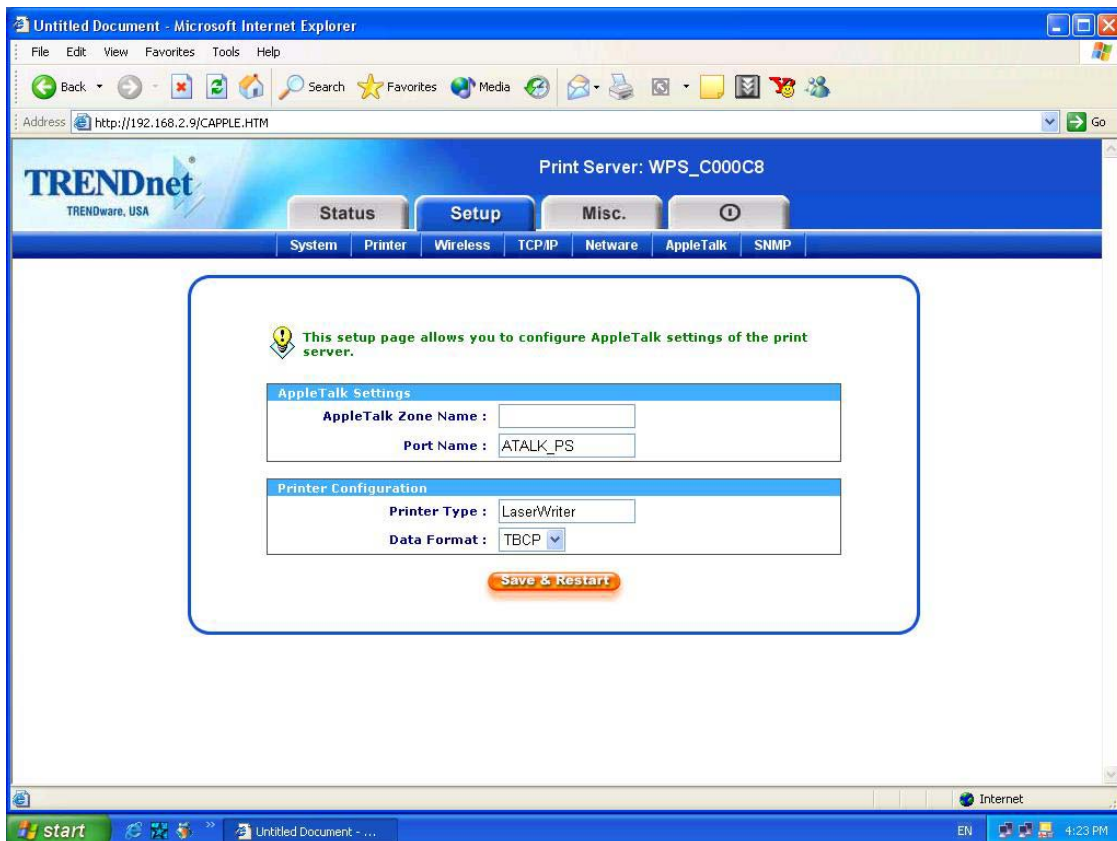 Untitled Document - Microsoft Internet Explorer
File Edit View Favorites Tools Help
Back Search Favorites Media
Address http://192.168.2.9/CAPPLE.HTM Go
TRENDnet
TRENDware, USA
Print Server: WPS_C000C8
Status Setup Misc.
System Printer Wireless TCP/IP Netware AppleTalk SNMP
This setup page allows you to configure AppleTalk settings of the print
server.
AppleTalk Settings
AppleTalk Zone Name :
Port Name : ATALK_PS
Printer Configuration
Printer Type : LaserWriter
Data Format : TBCP
Save & Restart
Internet
start Untitled Document - ... EN 4:23 PM